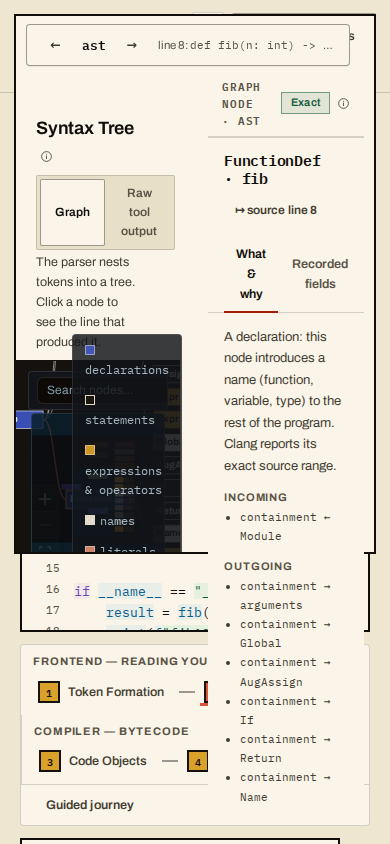 ← ast → line 8: def fib(n: int) -> …
Syntax Tree
Graph
Raw
tool
output
The parser nests
tokens into a tree.
Click a node to
see the line that
produced it.
Search nodes...
declarations
statements
expressions
& operators
names
literals
GRAPH
NODE
· AST
Exact
FunctionDef
· fib
↦ source line 8
What
&
why
Recorded
fields
A declaration: this
node introduces a
name (function,
variable, type) to the
rest of the program.
Clang reports its
exact source range.
INCOMING
• containment ←
Module
OUTGOING
• containment →
arguments
• containment →
Global
• containment →
AugAssign
• containment →
If
• containment →
Return
• containment →
Name
15
16 if __name__ == "_
17 result = fib(
FRONTEND — READING YOU
1 Token Formation
COMPILER — BYTECODE
3 Code Objects — 4
Guided journey